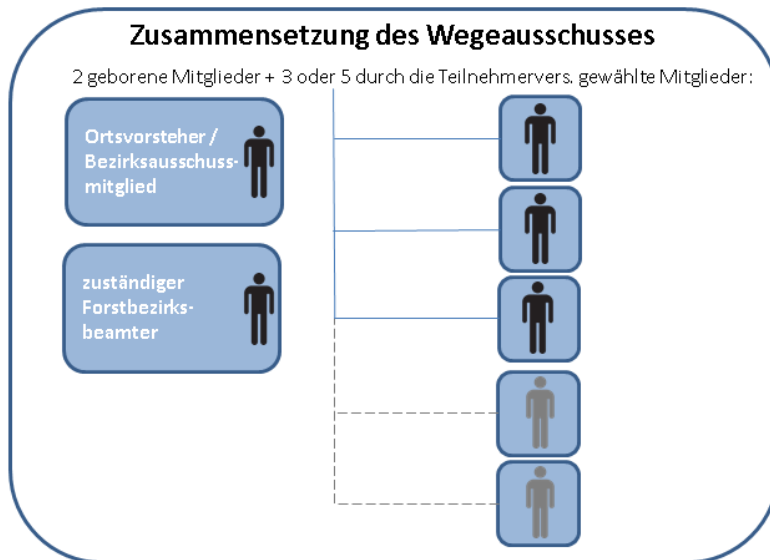 Zusammensetzung des Wegeausschusses
2 geborene Mitglieder + 3 oder 5 durch die Teilnehmervers. gewählte Mitglieder:
Ortsvorsteher /
Bezirksausschuss-
mitglied
zuständiger
Forstbezirks-
beamter